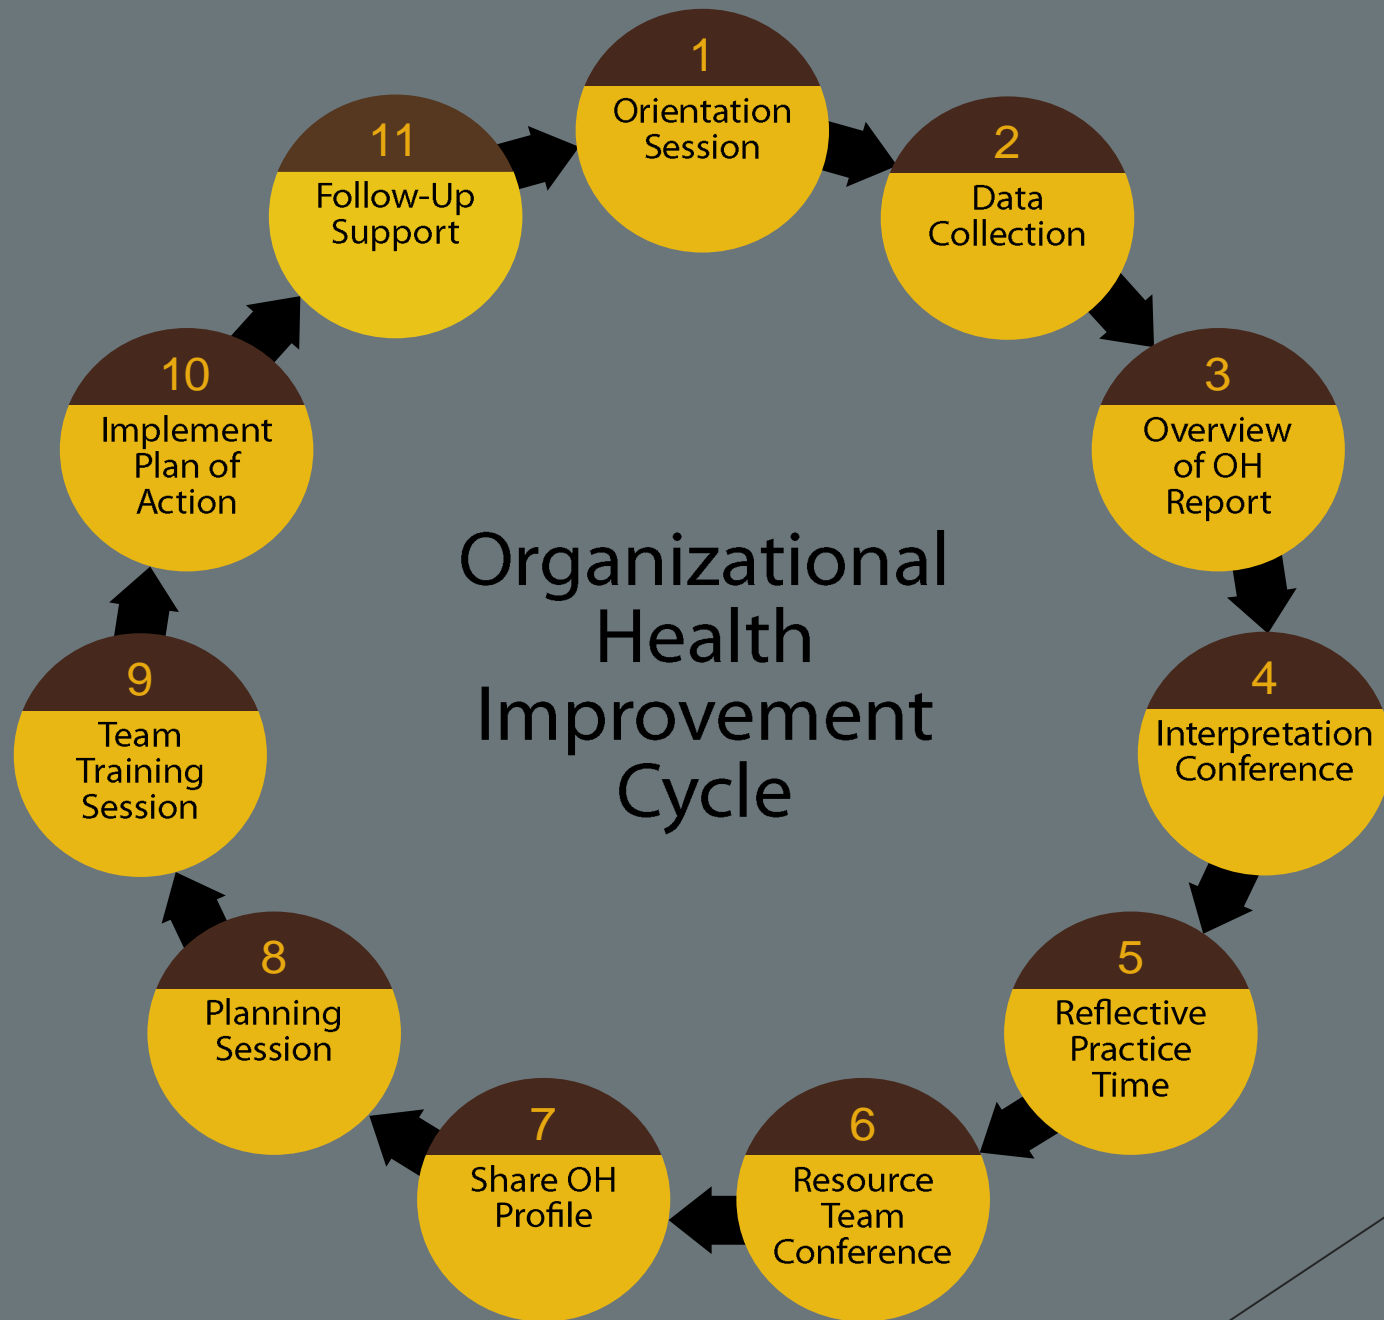 1
Orientation
Session
2
Data
Collection
3
Overview
of OH
Report
4
Interpretation
Conference
5
Reflective
Practice
Time
6
Resource
Team
Conference
7
Share OH
Profile
8
Planning
Session
9
Team
Training
Session
10
Implement
Plan of
Action
11
Follow-Up
Support
Organizational
Health
Improvement
Cycle